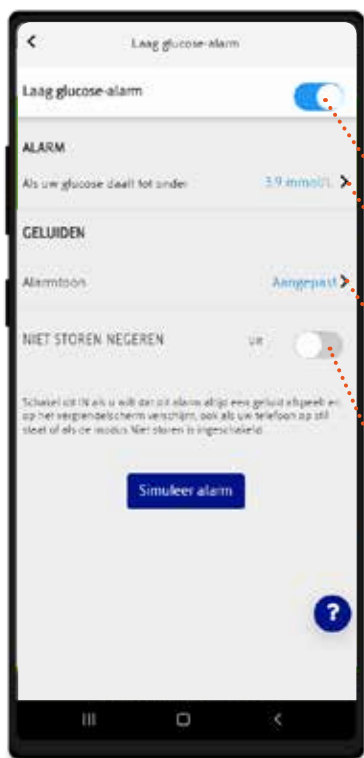 Laag glucose-alarm
Laag glucose-alarm
ALARM
Als uw glucose daalt tot onder 3.9 mmol/L
GELUIDEN
Alarmtoon Aangepast
NIET STOREN NEGEREN Uit
Schakel dit IN als u wilt dat dit alarm altijd een geluid afspeelt en
op het vergrendelscherm verschijnt, ook als uw telefoon op stil
staat of als de modus Niet storen is ingeschakeld.
Simuleer alarm
?